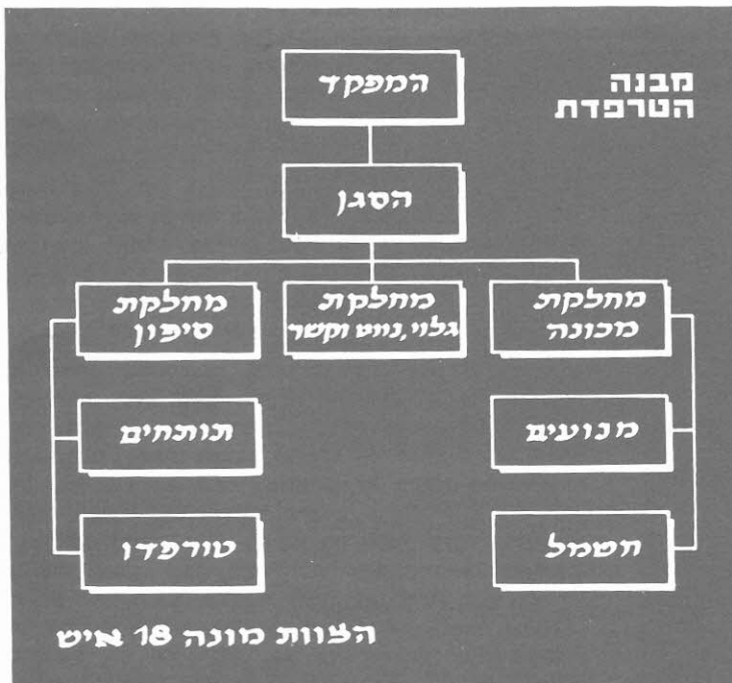 מבנה
הטרפדת
המפקד
הסגן
מחלקת
מכונה
מחלקת
גלוי, נווט וקשר
מחלקת
סיפון
מנועים
תותחים
חשמל
טורפדו
הצוות מונה 18 איש